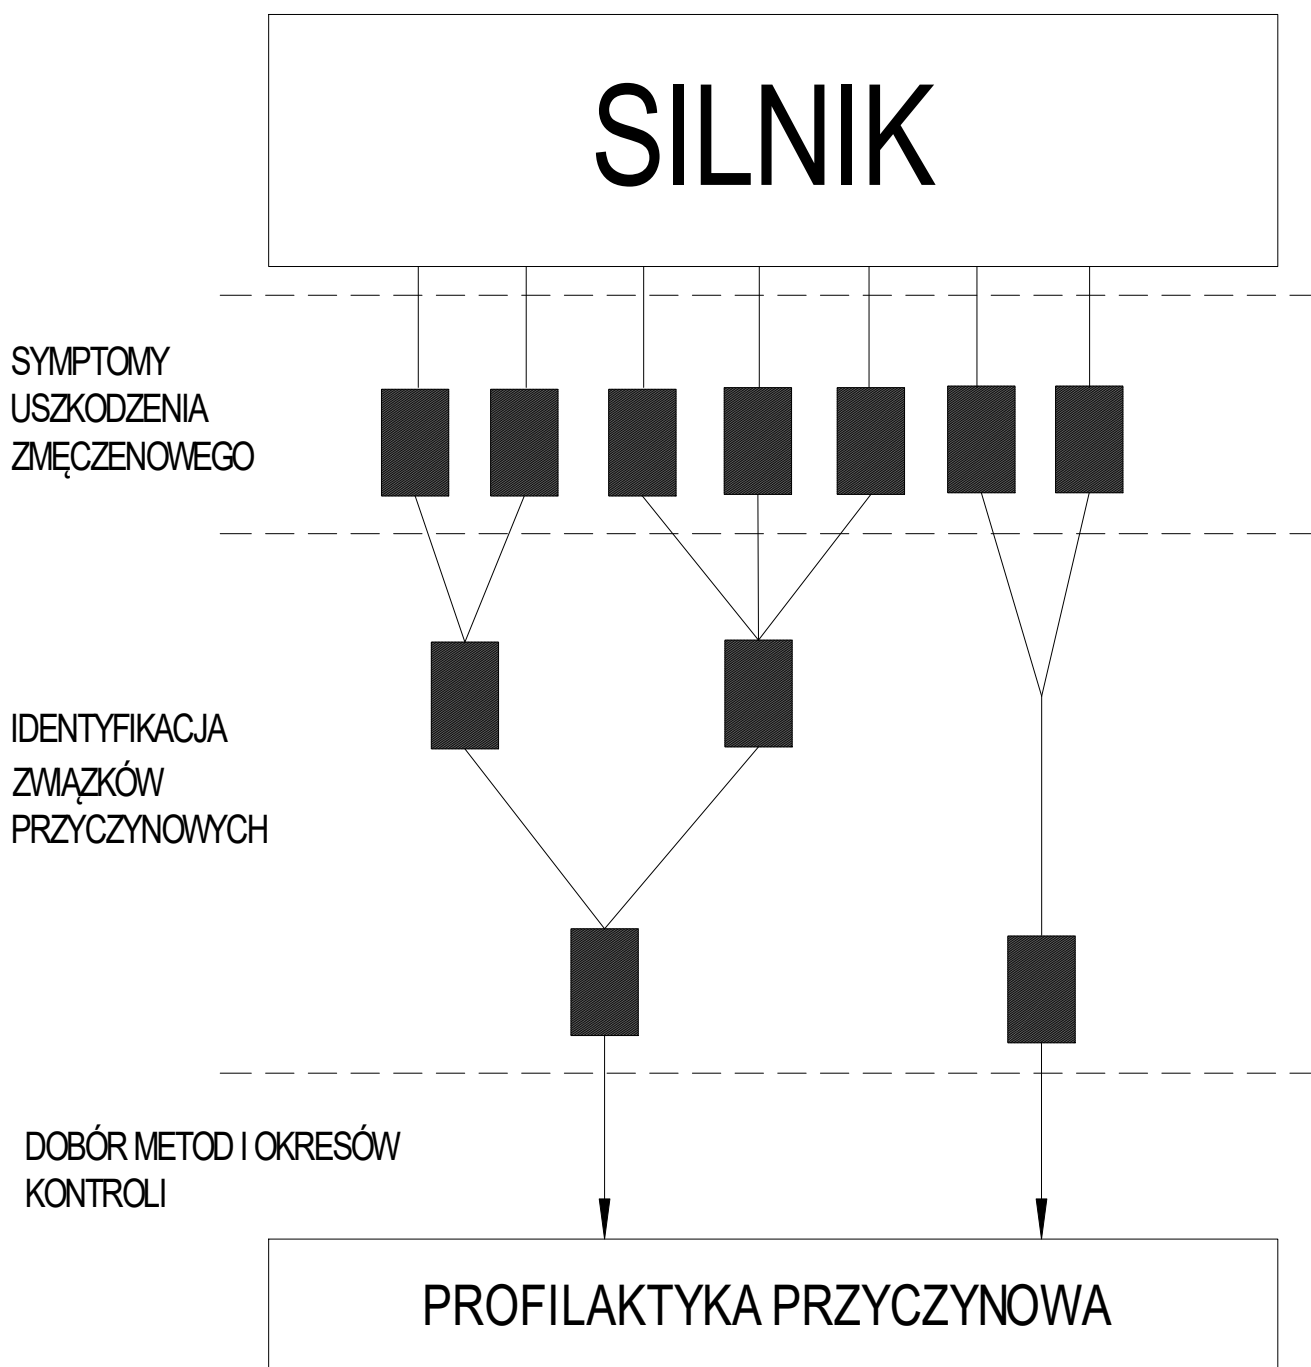 SILNIK
SYMPTOMY
USZKODZENIA
ZMĘCZENOWEGO
IDENTYFIKACJA
ZWIĄZKÓW
PRZYCZYNOWYCH
DOBÓR METOD I OKRESÓW
KONTROLI
PROFILAKTYKA PRZYCZYNOWA